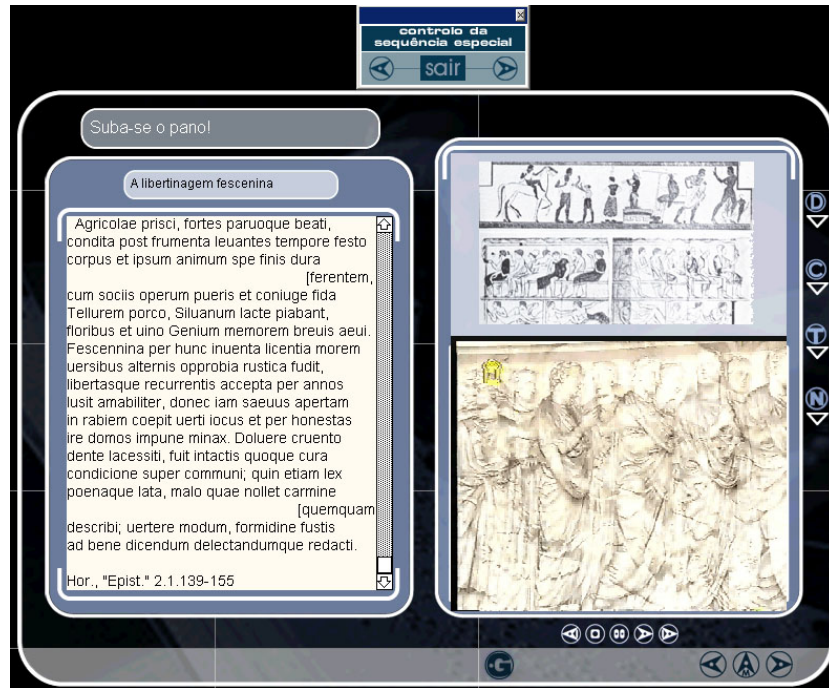 controlo da
sequência especial
sair
Suba-se o pano!
A libertinagem fescenina
Agricolae prisci, fortes paruoque beati,
condita post frumenta leuantes tempore festo
corpus et ipsum animum spe finis dura
[ferentem,
cum sociis operum pueris et coniuge fida
Tellurem porco, Siluanum lacte piabant,
floribus et uino Genium memorem breuis aeui.
Fescennina per hunc inuenta licentia morem
uersibus alternis opprobia rustica fudit,
libertasque recurrentis accepta per annos
lusit amabiliter, donec iam saeuus apertam
in rabiem coepit uerti iocus et per honestas
ire domos impune minax. Doluere cruento
dente lacessiti, fuit intactis quoque cura
condicione super communi; quin etiam lex
poenaque lata, malo quae nollet carmine
[quemquam
describi; uertere modum, formidine fustis
ad bene dicendum delectandumque redacti.
Hor., "Epist." 2.1.139-155
D
C
T
N
G